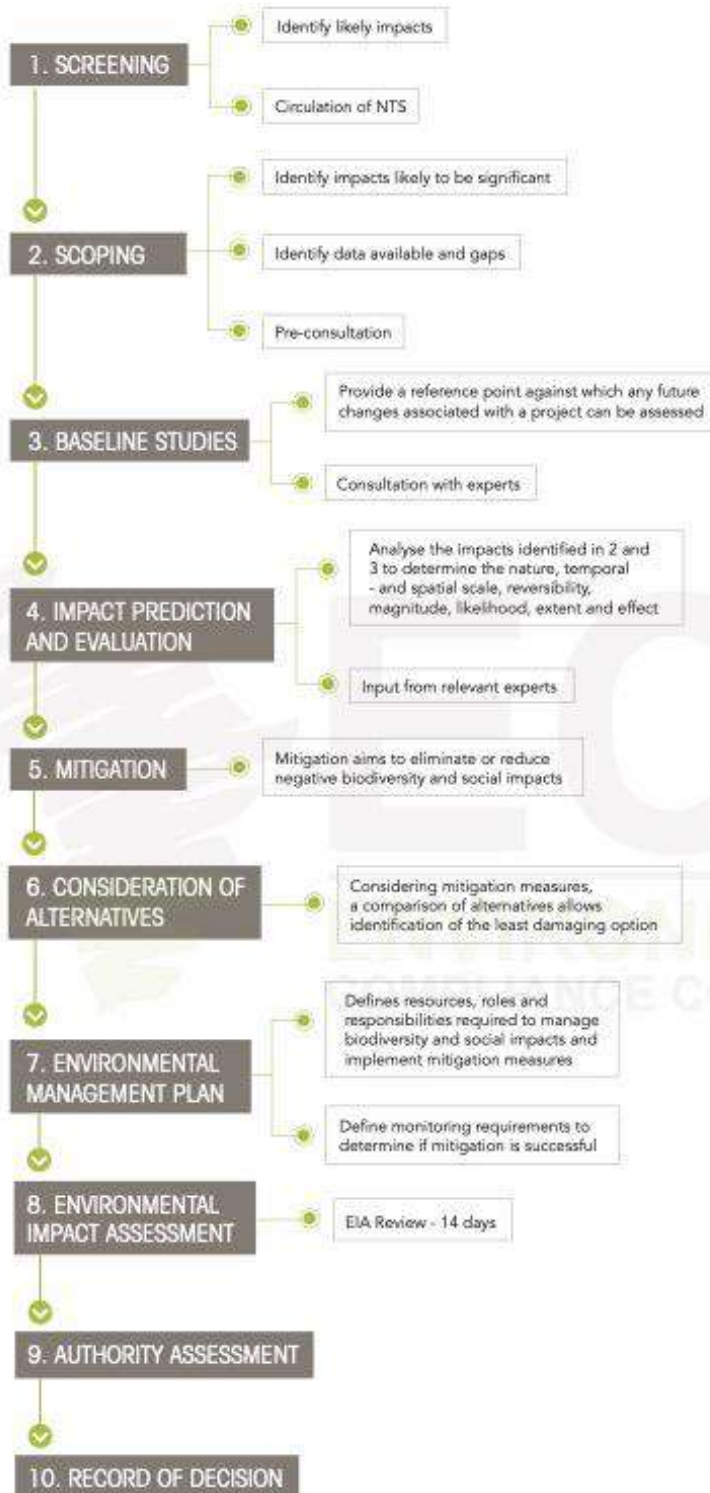 1. SCREENING
Identify likely impacts
Circulation of NTS
2. SCOPING
Identify impacts likely to be significant
Identify data available and gaps
Pre-consultation
3. BASELINE STUDIES
Provide a reference point against which any future
changes associated with a project can be assessed
Consultation with experts
4. IMPACT PREDICTION
AND EVALUATION
Analyse the impacts identified in 2 and
3 to determine the nature, temporal
- and spatial scale, reversibility,
magnitude, likelihood, extent and effect
Input from relevant experts
5. MITIGATION
Mitigation aims to eliminate or reduce
negative biodiversity and social impacts
6. CONSIDERATION OF
ALTERNATIVES
Considering mitigation measures,
a comparison of alternatives allows
identification of the least damaging option
7. ENVIRONMENTAL
MANAGEMENT PLAN
Defines resources, roles and
responsibilities required to manage
biodiversity and social impacts and
implement mitigation measures
Define monitoring requirements to
determine if mitigation is successful
8. ENVIRONMENTAL
IMPACT ASSESSMENT
EIA Review - 14 days
9. AUTHORITY ASSESSMENT
10. RECORD OF DECISION